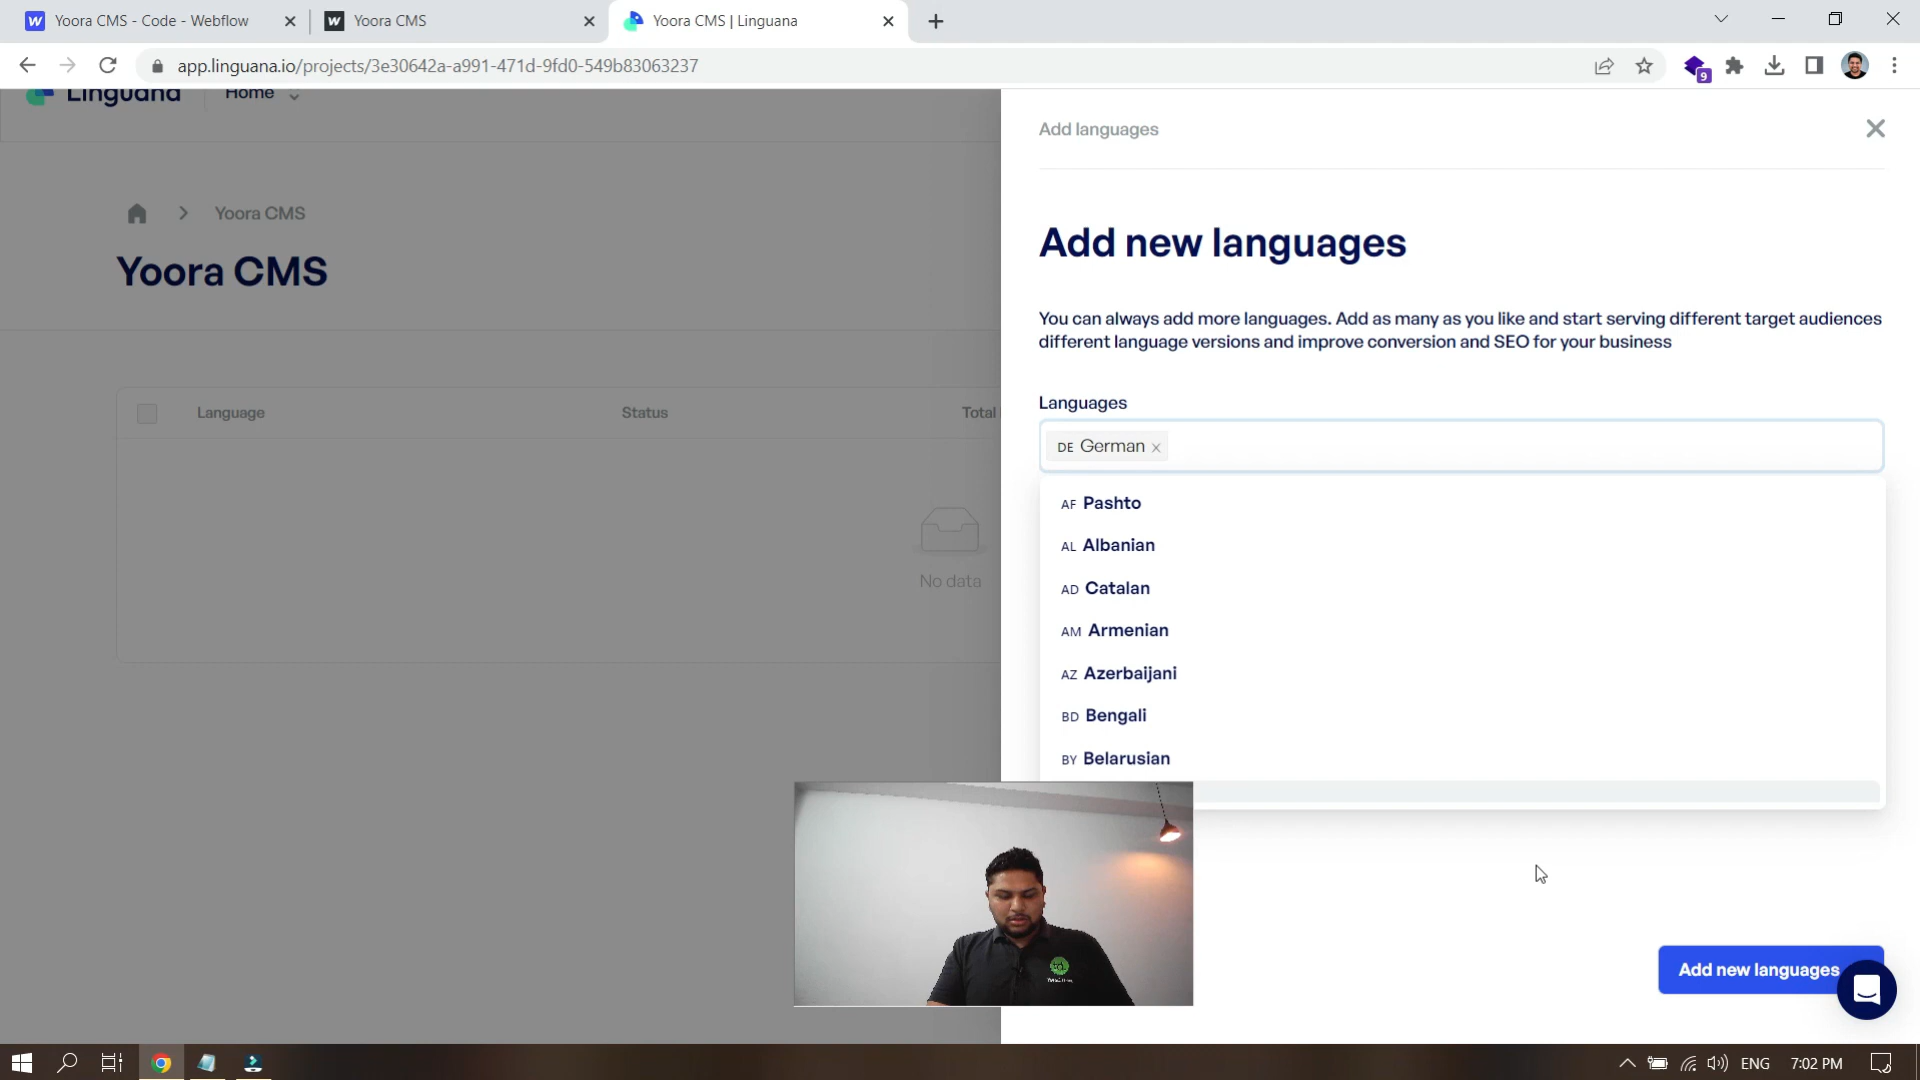 Yoora CMS - Code - Webflow
Yoora CMS
Yoora CMS | Linguana
app.linguana.io/projects/3e30642a-a991-471d-9fd0-549b83063237
9
Linguana
Home
Add languages
Yoora CMS
Yoora CMS
Add new languages
You can always add more languages. Add as many as you like and start serving different target audiences
different language versions and improve conversion and SEO for your business
Language
Status
Total
Languages
DE German
AF Pashto
AL Albanian
AD Catalan
AM Armenian
AZ Azerbaijani
BD Bengali
BY Belarusian
No data
Add new languages
ENG
7:02 PM